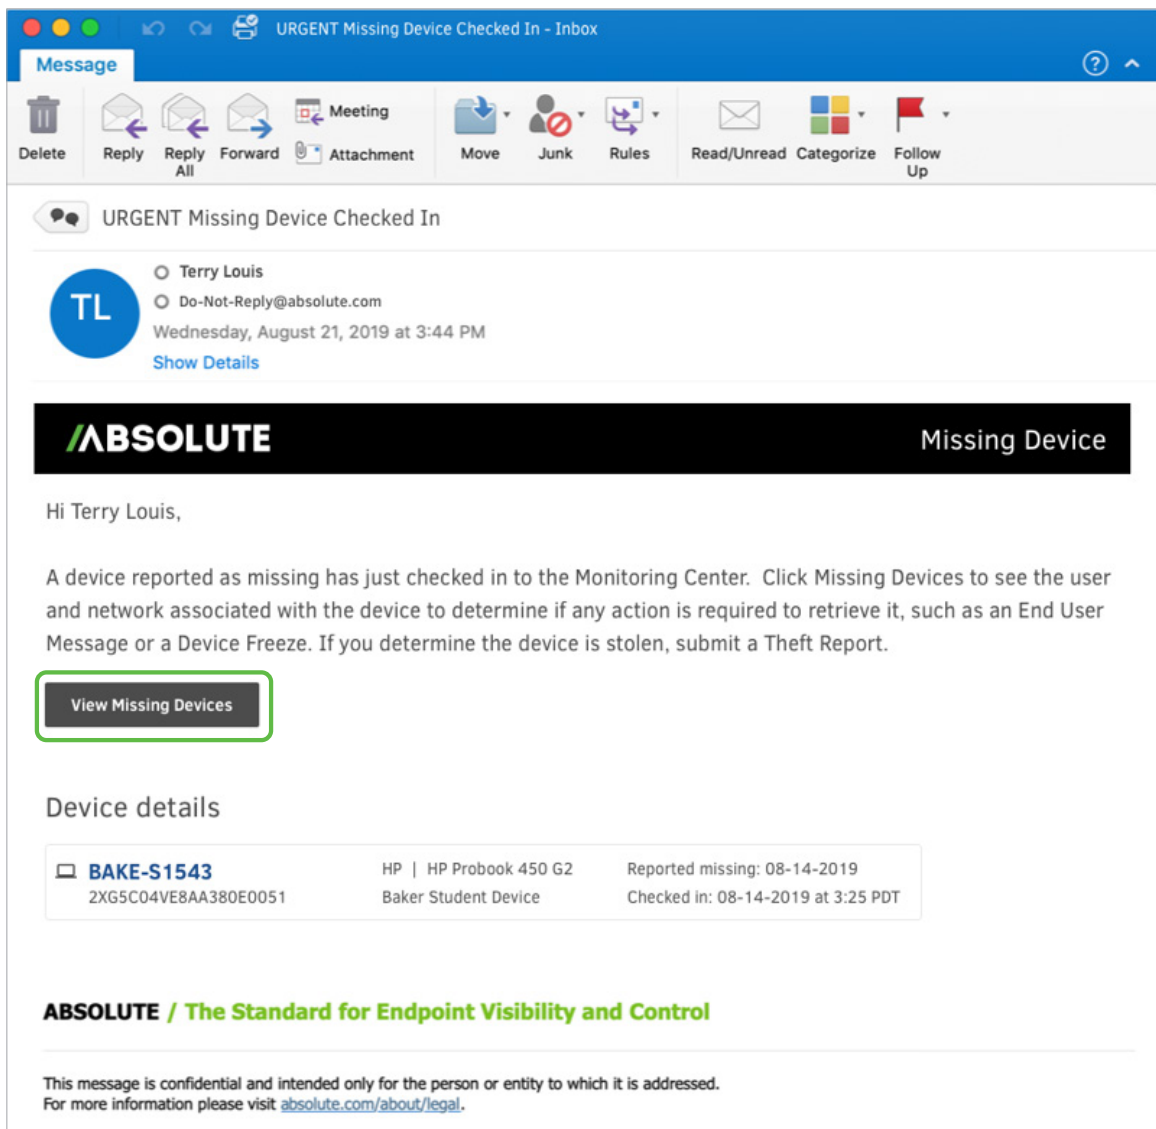 URGENT Missing Device Checked In - Inbox
Message
?
Delete
Reply
Reply All
Forward
Meeting
Attachment
Move
Junk
Rules
Read/Unread
Categorize
Follow Up
URGENT Missing Device Checked In
TL
Terry Louis
Do-Not-Reply@absolute.com
Wednesday, August 21, 2019 at 3:44 PM
Show Details
ABSOLUTE
Missing Device
Hi Terry Louis,
A device reported as missing has just checked in to the Monitoring Center. Click Missing Devices to see the user
and network associated with the device to determine if any action is required to retrieve it, such as an End User
Message or a Device Freeze. If you determine the device is stolen, submit a Theft Report.
View Missing Devices
Device details
BAKE-S1543
2XG5C04VE8AA380E0051
HP | HP Probook 450 G2
Baker Student Device
Reported missing: 08-14-2019
Checked in: 08-14-2019 at 3:25 PDT
ABSOLUTE / The Standard for Endpoint Visibility and Control
This message is confidential and intended only for the person or entity to which it is addressed.
For more information please visit absolute.com/about/legal.